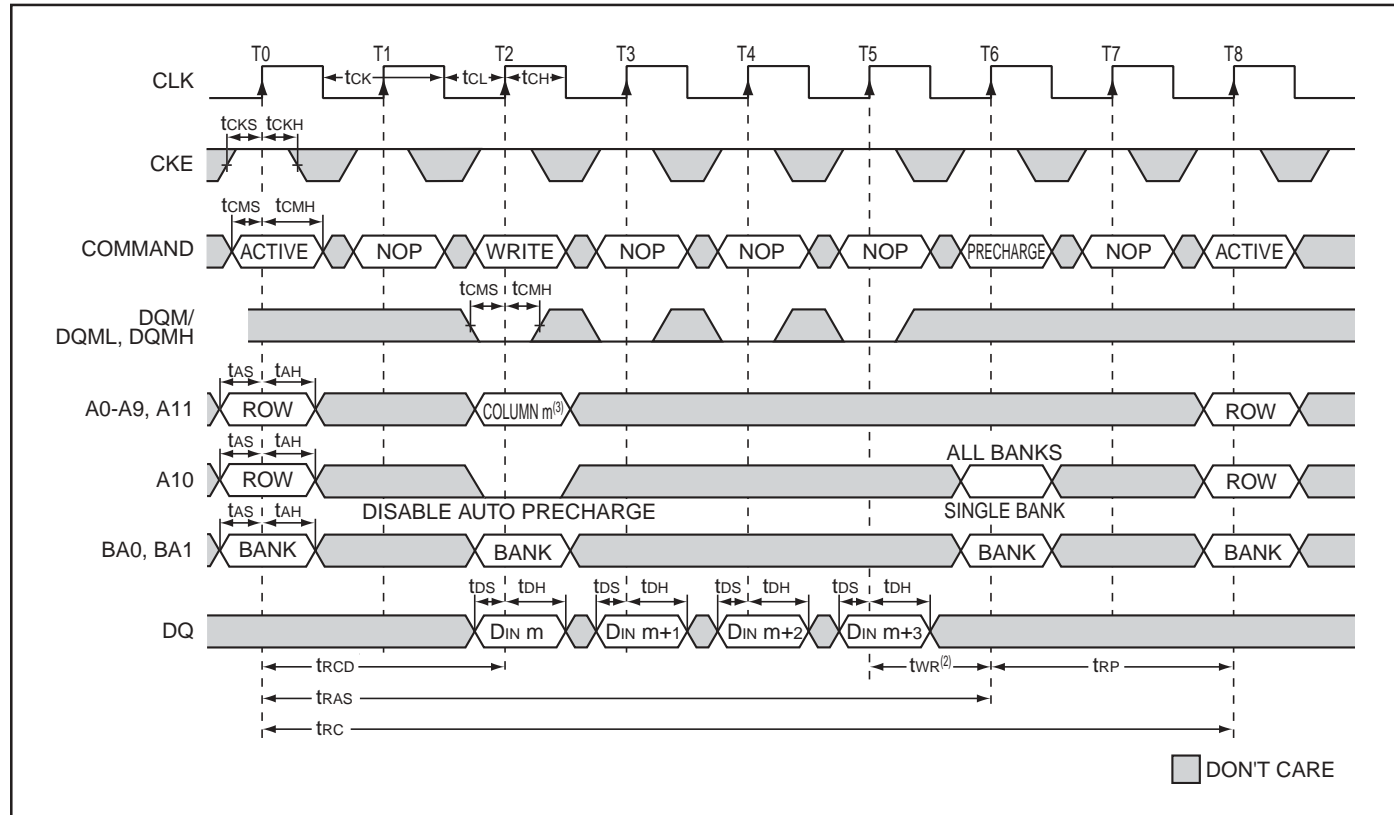 T0 T1 T2 T3 T4 T5 T6 T7 T8
CLK tCK tCL tCH
tCKS tCKH
CKE
tCMS tCMH
COMMAND ACTIVE NOP WRITE NOP NOP NOP PRECHARGE NOP ACTIVE
tCMS tCMH
DQM/
DQML, DQMH
tAS tAH
A0-A9, A11 ROW COLUMN m(3) ROW
tAS tAH ALL BANKS
A10 ROW ROW
tAS tAH DISABLE AUTO PRECHARGE SINGLE BANK
BA0, BA1 BANK BANK BANK BANK
tDS tDH tDS tDH tDS tDH tDS tDH
DQ DIN m DIN m+1 DIN m+2 DIN m+3
tRCD tWR(2) tRP
tRAS
tRC
DON'T CARE